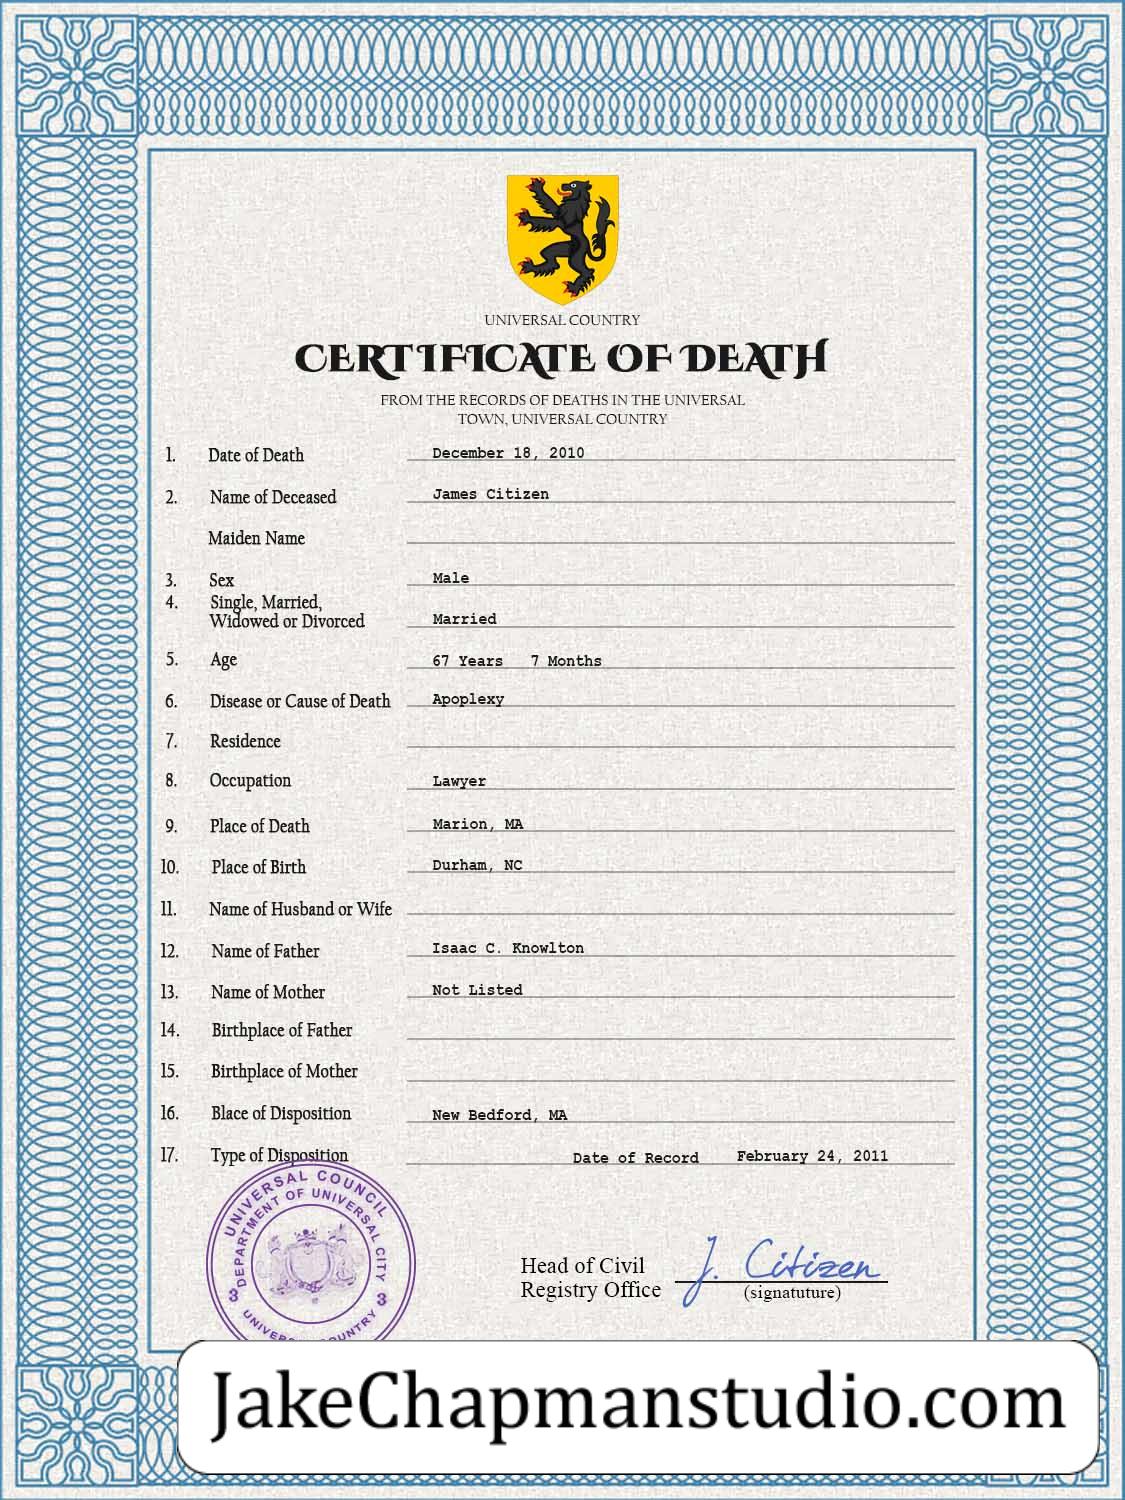 UNIVERSAL COUNTRY
CERTIFICATE OF DEATH
FROM THE RECORDS OF DEATHS IN THE UNIVERSAL
TOWN, UNIVERSAL COUNTRY
1. Date of Death December 18, 2010
2. Name of Deceased James Citizen
Maiden Name
3. Sex Male
4. Single, Married,
Widowed or Divorced Married
5. Age 67 Years 7 Months
6. Disease or Cause of Death Apoplexy
7. Residence
8. Occupation Lawyer
9. Place of Death Marion, MA
10. Place of Birth Durham, NC
11. Name of Husband or Wife
12. Name of Father Isaac C. Knowlton
13. Name of Mother Not Listed
14. Birthplace of Father
15. Birthplace of Mother
16. Blace of Disposition New Bedford, MA
17. Type of Disposition Date of Record February 24, 2011
UNIVERSAL COUNCIL
DEPARTMENT OF UNIVERSAL CITY
3 3
Head of Civil J. Citizen
Registry Office (signatuture)
JakeChapmanstudio.com